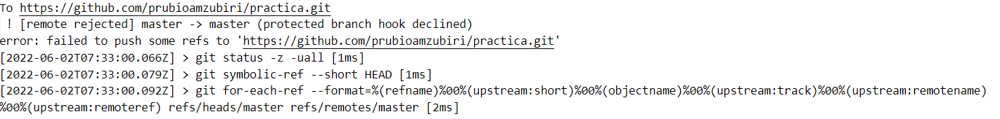 To https://github.com/prubioamzubiri/practica.git
! [remote rejected] master -> master (protected branch hook declined)
error: failed to push some refs to 'https://github.com/prubioamzubiri/practica.git'
[2022-06-02T07:33:00.066Z] > git status -z -uall [1ms]
[2022-06-02T07:33:00.079Z] > git symbolic-ref --short HEAD [1ms]
[2022-06-02T07:33:00.092Z] > git for-each-ref --format=%(refname)%00%(upstream:short)%00%(objectname)%00%(upstream:track)%00%(upstream:remotename)
%00%(upstream:remoteref) refs/heads/master refs/remotes/master [2ms]